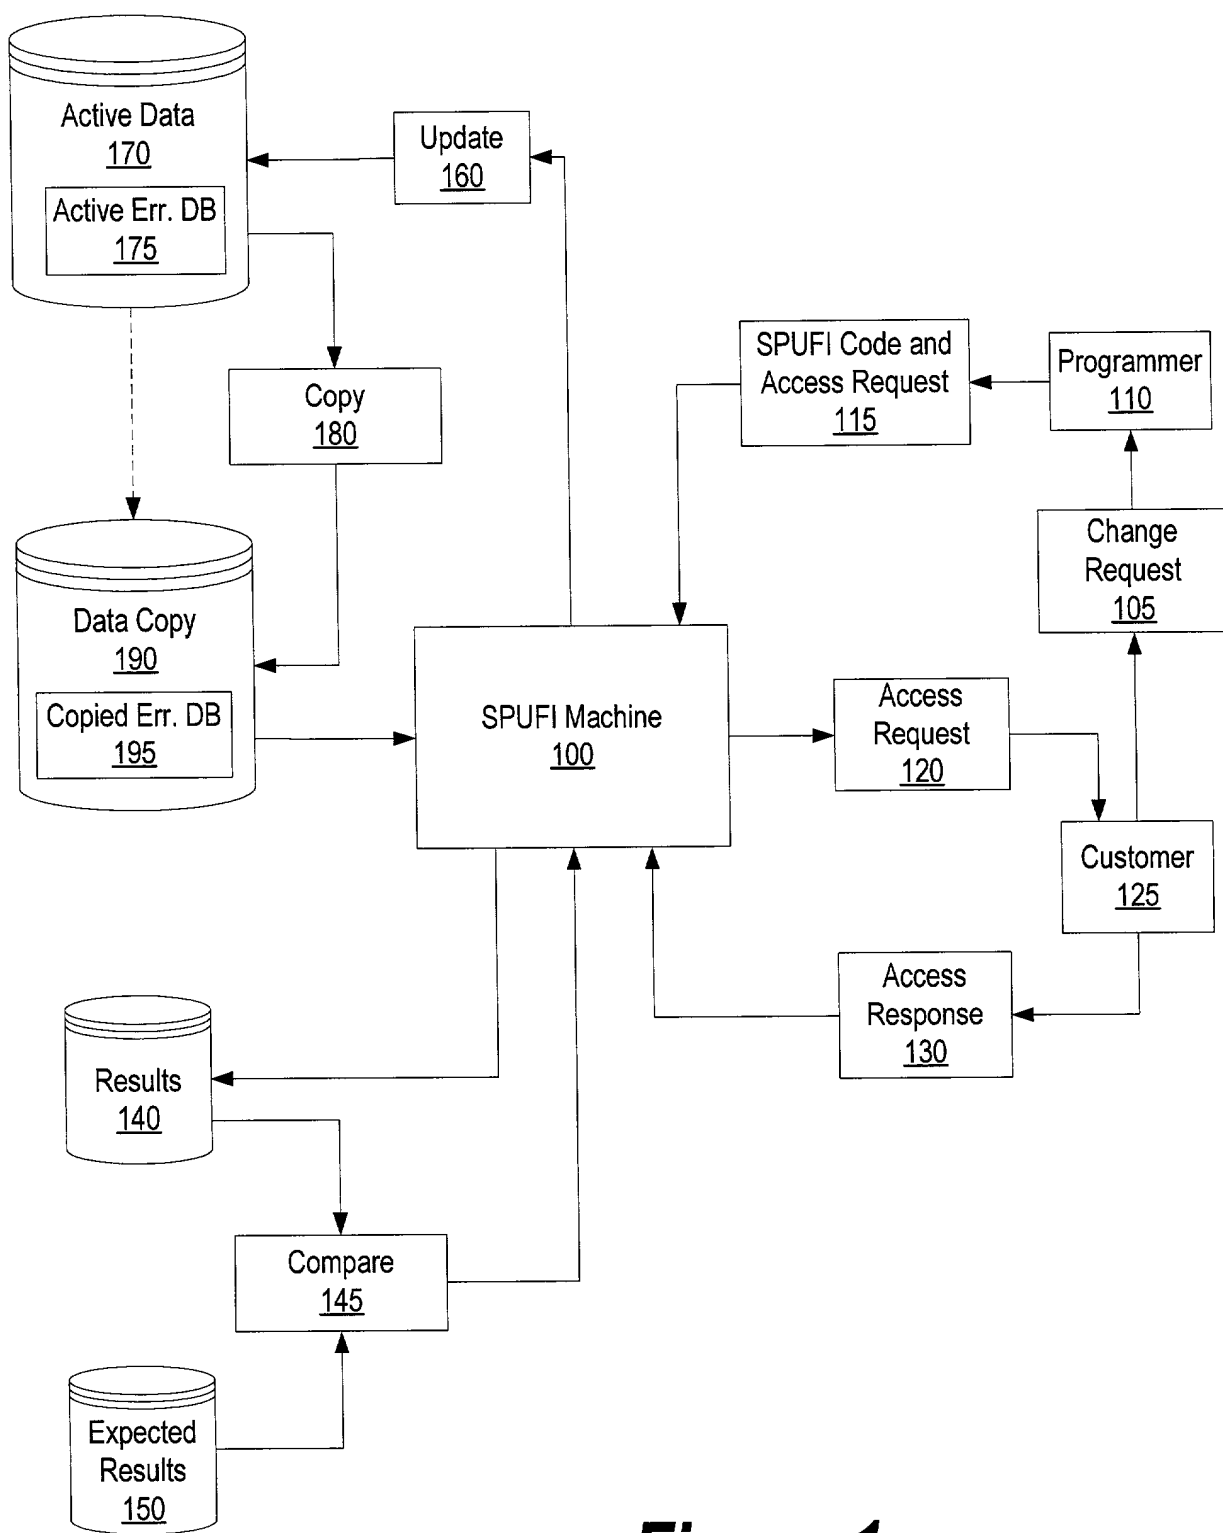 Active Data
170
Active Err. DB
175
Update
160
Copy
180
SPUFI Code and
Access Request
115
Programmer
110
Change
Request
105
Data Copy
190
Copied Err. DB
195
SPUFI Machine
100
Access
Request
120
Customer
125
Access
Response
130
Results
140
Compare
145
Expected
Results
150